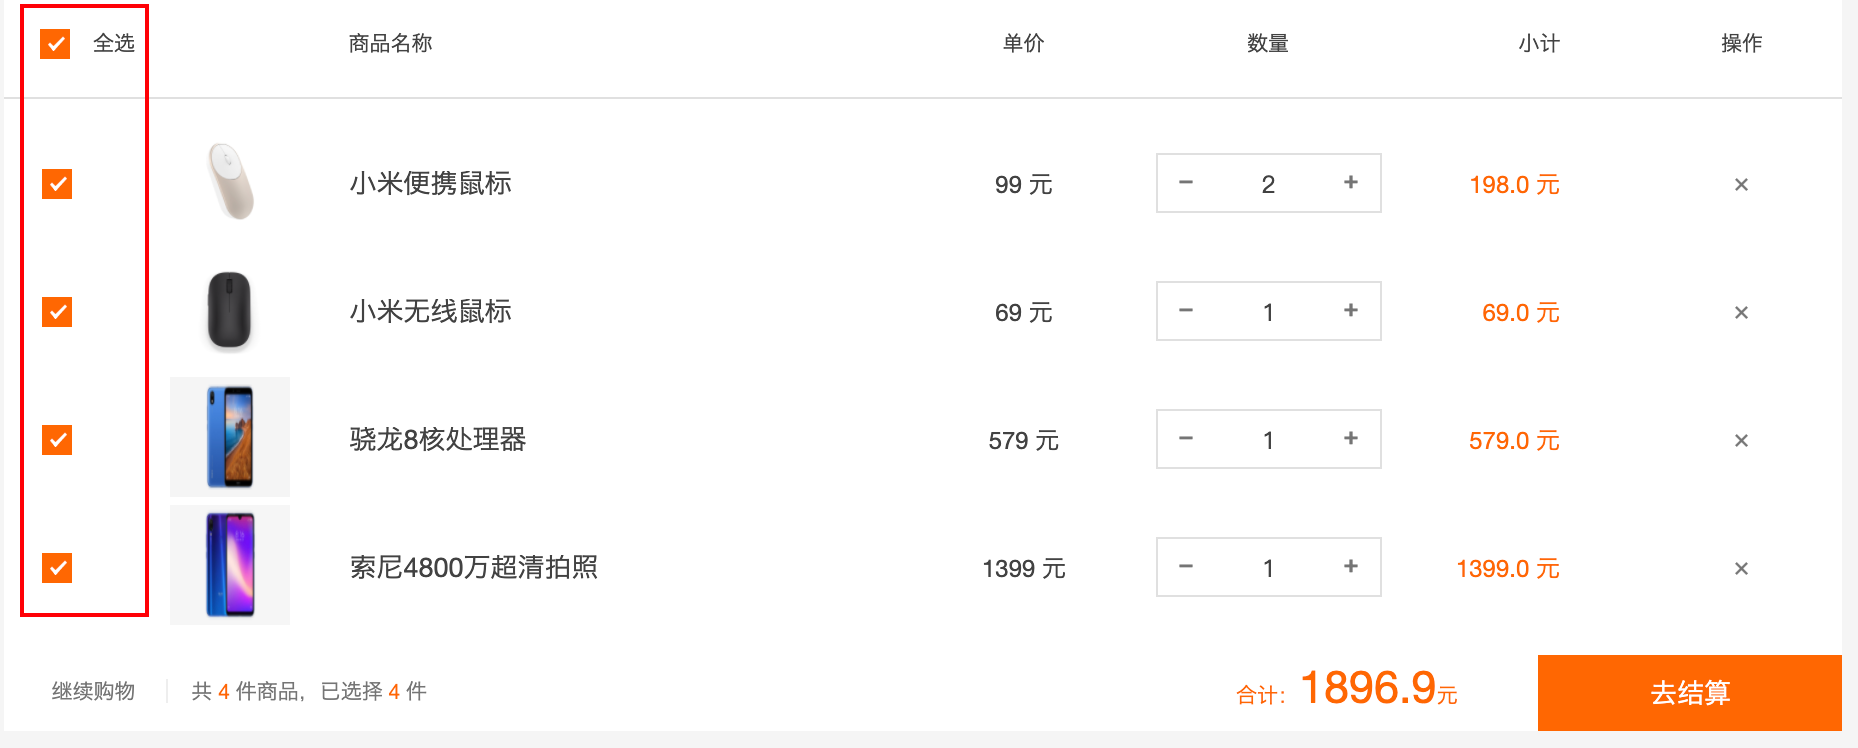 全选 商品名称 单价 数量 小计 操作
小米便携鼠标 99 元 − 2 + 198.0 元 ×
小米无线鼠标 69 元 − 1 + 69.0 元 ×
骁龙8核处理器 579 元 − 1 + 579.0 元 ×
索尼4800万超清拍照 1399 元 − 1 + 1399.0 元 ×
继续购物 共 4 件商品，已选择 4 件 合计：1896.9元 去结算